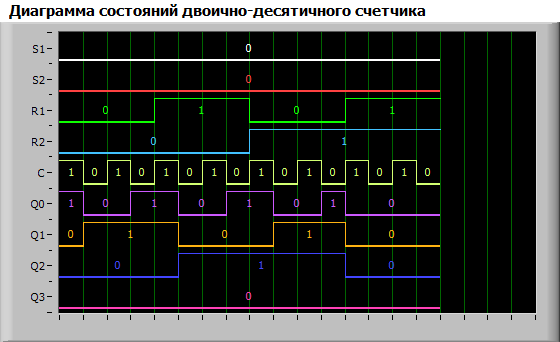 Диаграмма состояний двоично-десятичного счетчика
S1 0
S2 0
R1 0 1 0 1
R2 0 1
C 1 0 1 0 1 0 1 0 1 0 1 0 1 0 1 0
Q0 1 0 1 0 1 0 1 0
Q1 0 1 0 1 0
Q2 0 1 0
Q3 0